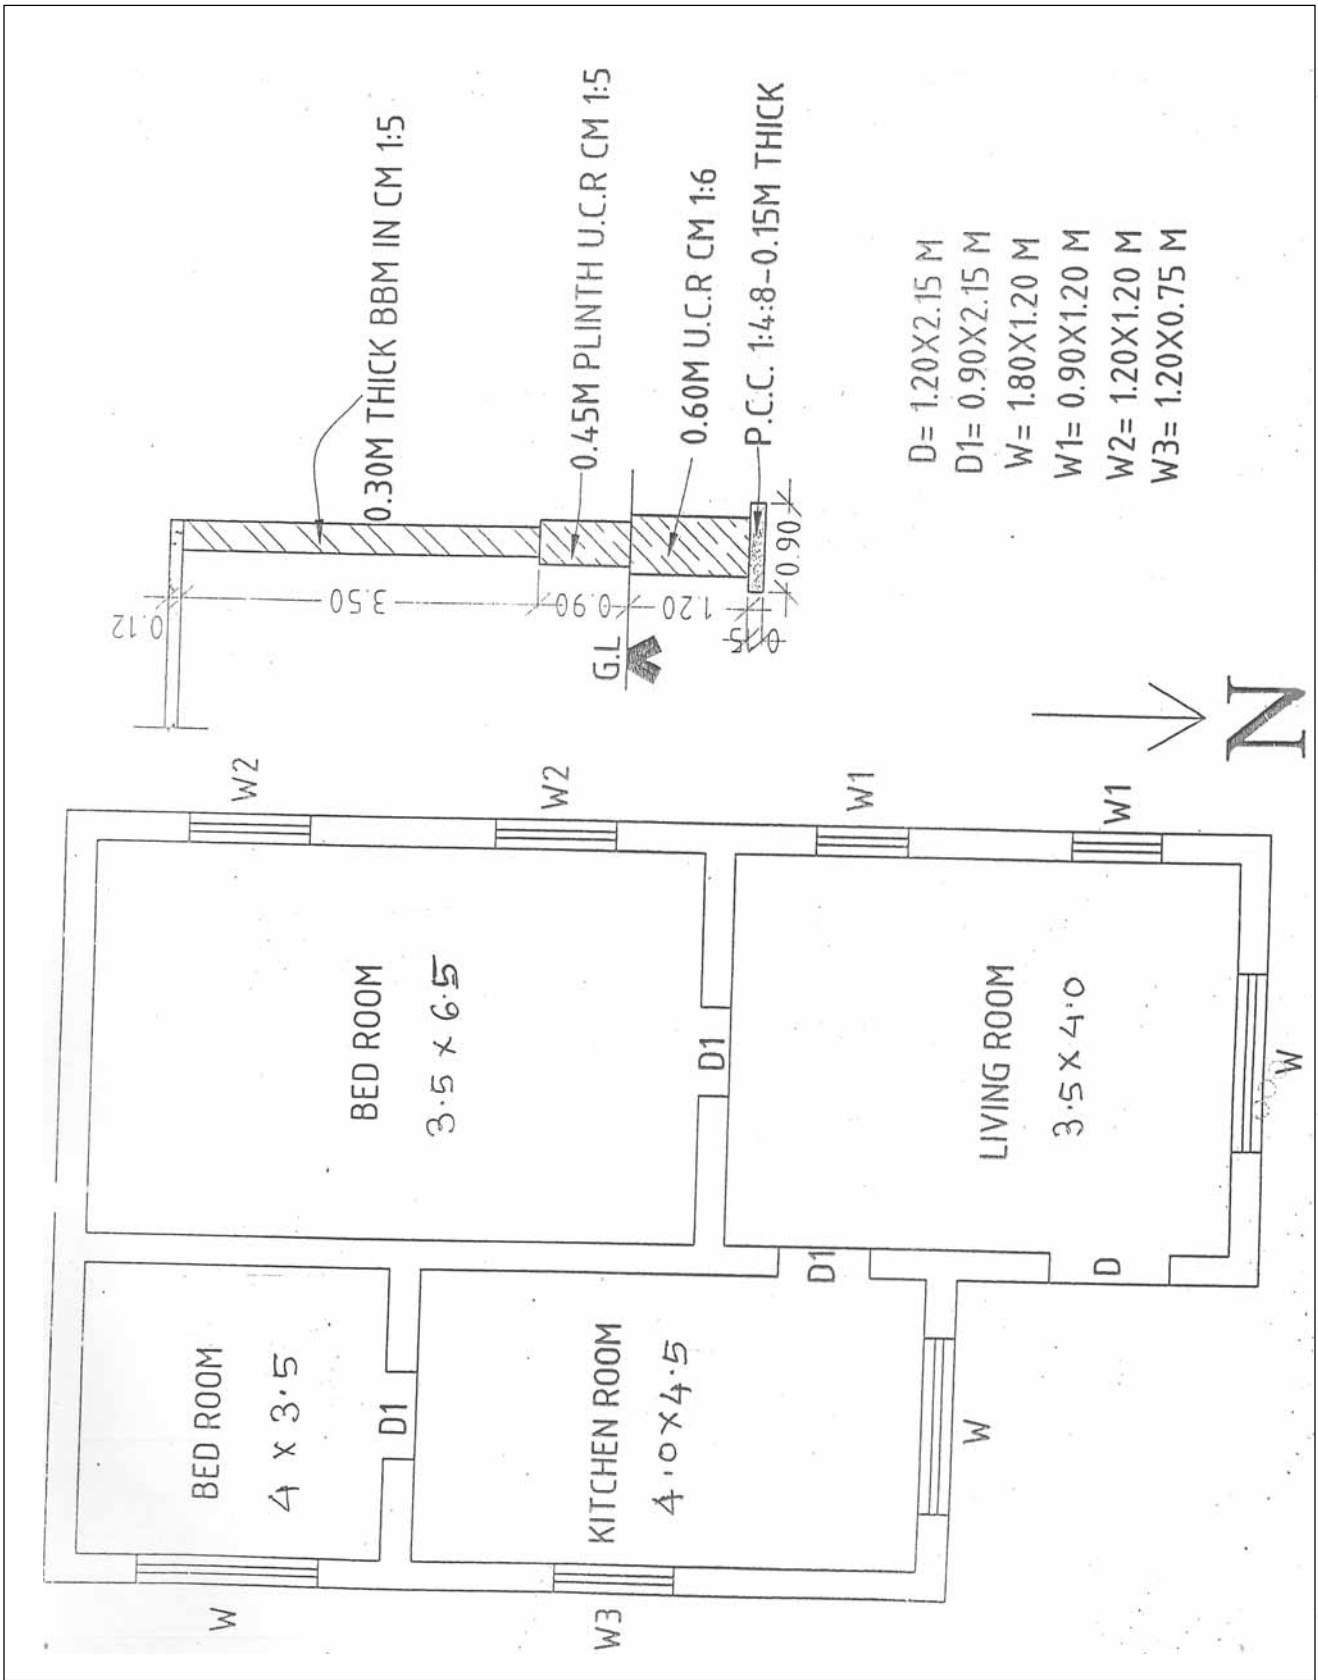 0.30M THICK BBM IN CM 1:5
0.45M PLINTH U.C.R CM 1:5
0.60M U.C.R CM 1:6
P.C.C. 1:4:8-0.15M THICK
0.12
3.50
0.90
1.20
0.90
G.L
D= 1.20X2.15 M
D1= 0.90X2.15 M
W= 1.80X1.20 M
W1= 0.90X1.20 M
W2= 1.20X1.20 M
W3= 1.20X0.75 M
N
W2
W2
W1
W1
BED ROOM
3.5 X 6.5
D1
LIVING ROOM
3.5 X 4.0
W
D1
D
BED ROOM
4 X 3.5
D1
KITCHEN ROOM
4.0 X 4.5
W
W
W3